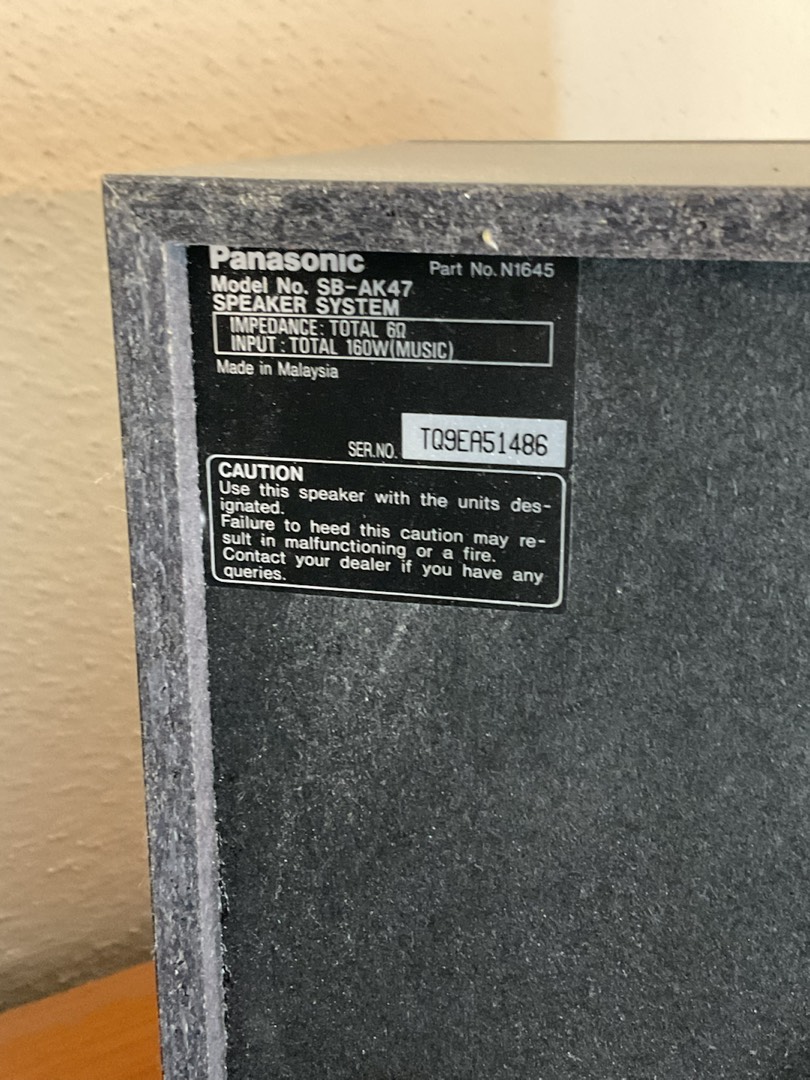 Panasonic
Part No. N1645
Model No. SB-AK47
SPEAKER SYSTEM
IMPEDANCE: TOTAL 6Ω
INPUT : TOTAL 160W(MUSIC)
Made in Malaysia
SER.NO. TQ9EA51486
CAUTION
Use this speaker with the units des-
ignated.
Failure to heed this caution may re-
sult in malfunctioning or a fire.
Contact your dealer if you have any
queries.